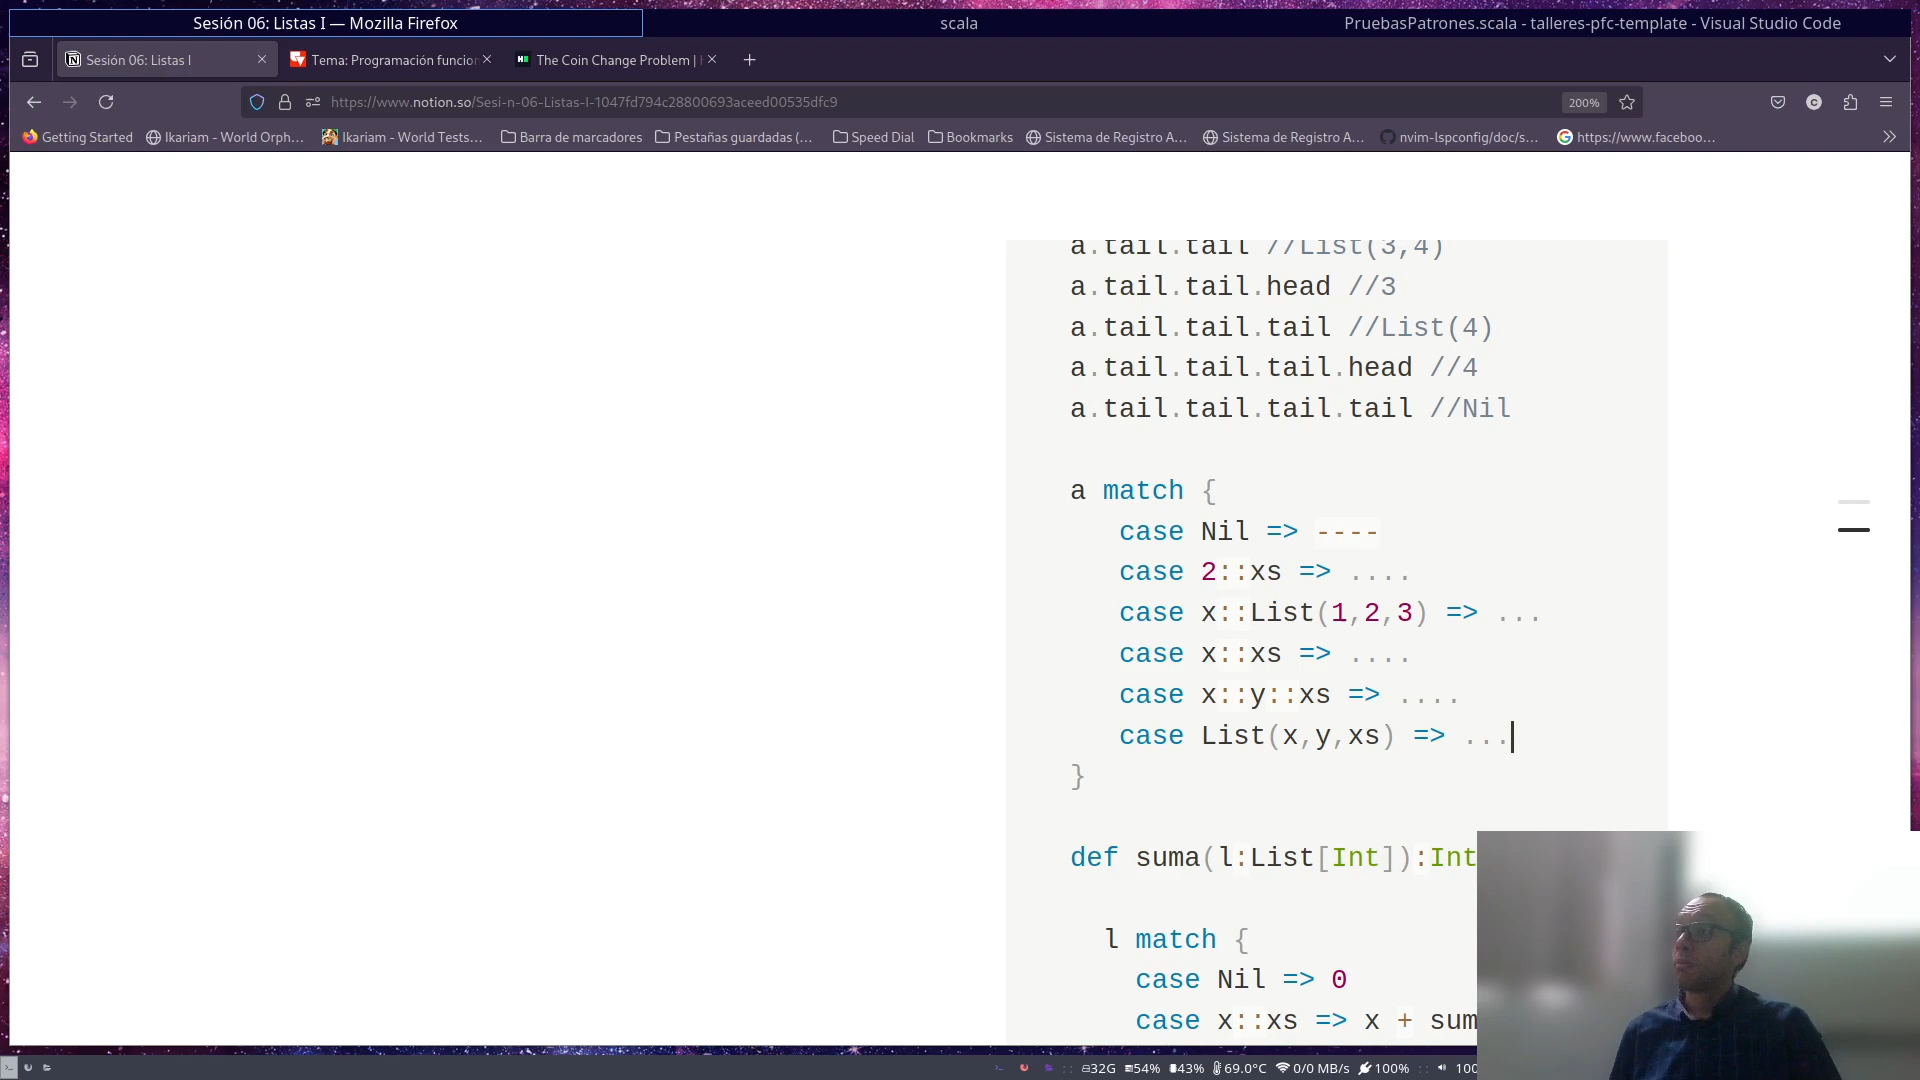 Sesión 06: Listas I — Mozilla Firefox
scala
PruebasPatrones.scala - talleres-pfc-template - Visual Studio Code
Sesión 06: Listas I
Tema: Programación funcio
The Coin Change Problem |
https://www.notion.so/Sesi-n-06-Listas-I-1047fd794c28800693aceed00535dfc9
200%
Getting Started
Ikariam - World Orph...
Ikariam - World Tests...
Barra de marcadores
Pestañas guardadas (...
Speed Dial
Bookmarks
Sistema de Registro A...
Sistema de Registro A...
nvim-lspconfig/doc/s...
https://www.faceboo...
a.tail.tail //List(3,4)
a.tail.tail.head //3
a.tail.tail.tail //List(4)
a.tail.tail.tail.head //4
a.tail.tail.tail.tail //Nil
a match {
case Nil => ----
case 2::xs => ....
case x::List(1,2,3) => ...
case x::xs => ....
case x::y::xs => ....
case List(x,y,xs) => ...
}
def suma(l:List[Int]):Int
l match {
case Nil => 0
case x::xs => x + sum
32G 54% 43% 69.0°C 0/0 MB/s 100% 100